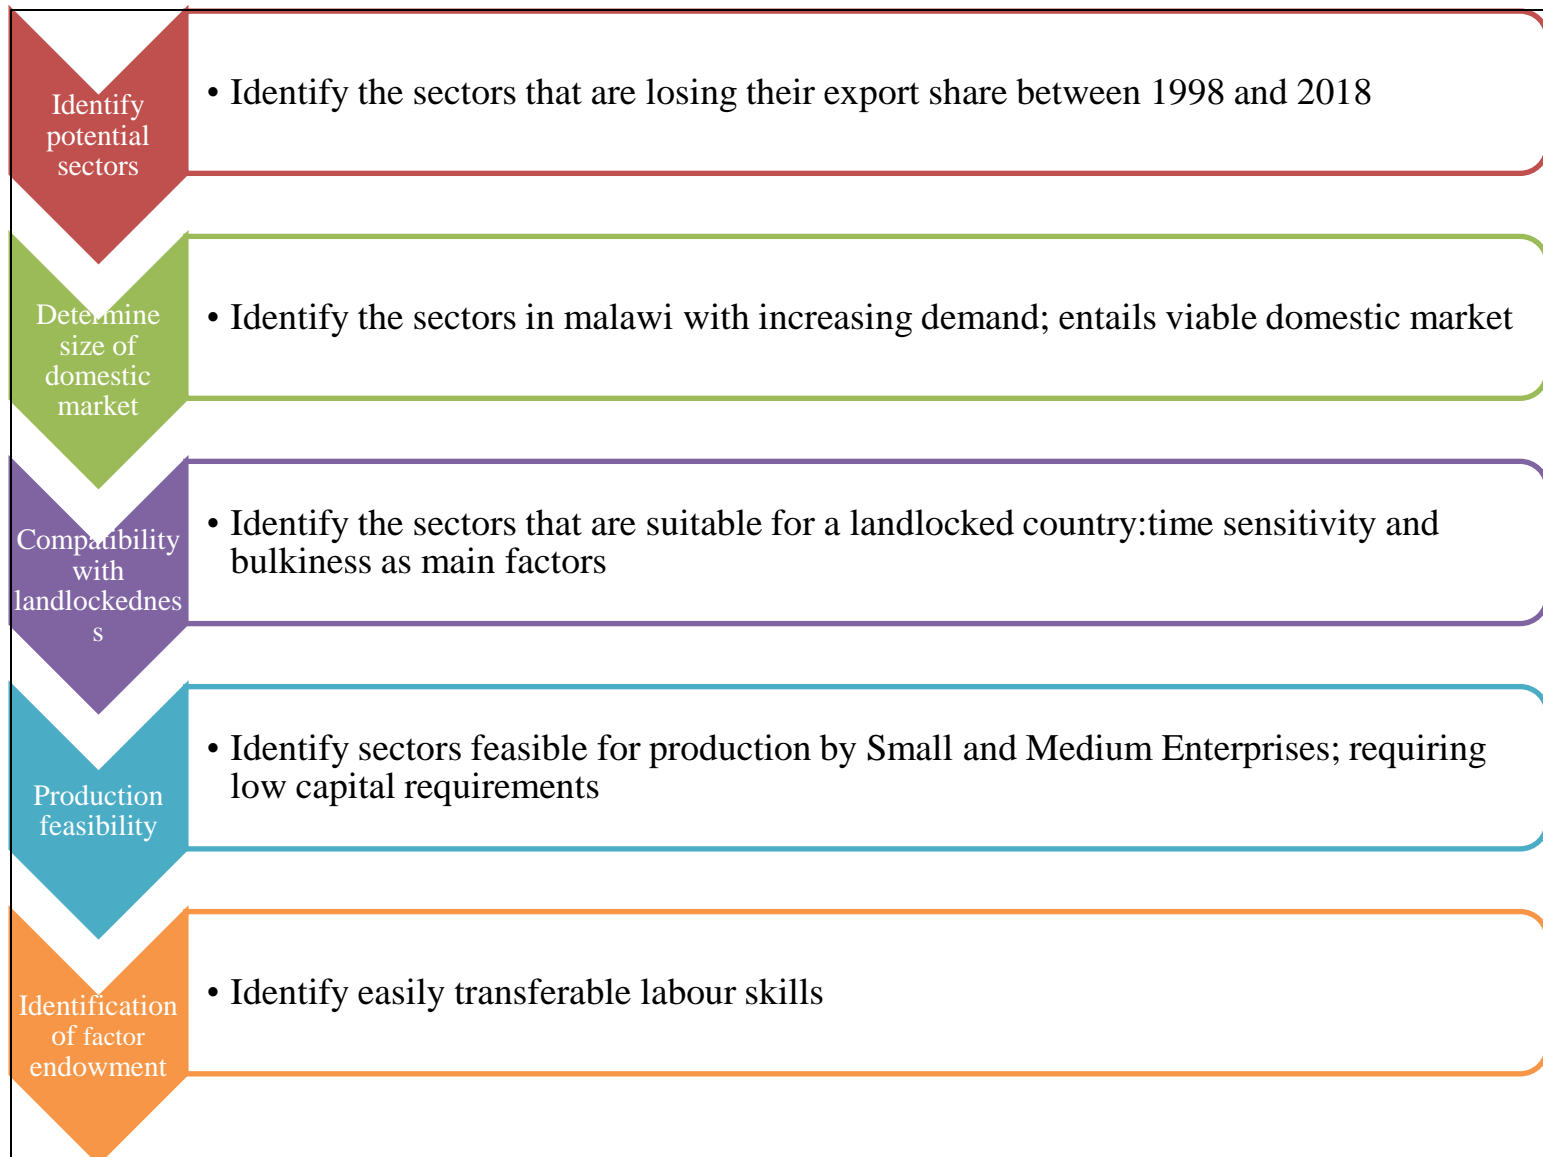 Identify
potential
sectors
• Identify the sectors that are losing their export share between 1998 and 2018
Determine
size of
domestic
market
• Identify the sectors in malawi with increasing demand; entails viable domestic market
Compatibility
with
landlockednes
s
• Identify the sectors that are suitable for a landlocked country:time sensitivity and
bulkiness as main factors
Production
feasibility
• Identify sectors feasible for production by Small and Medium Enterprises; requiring
low capital requirements
Identification
of factor
endowment
• Identify easily transferable labour skills